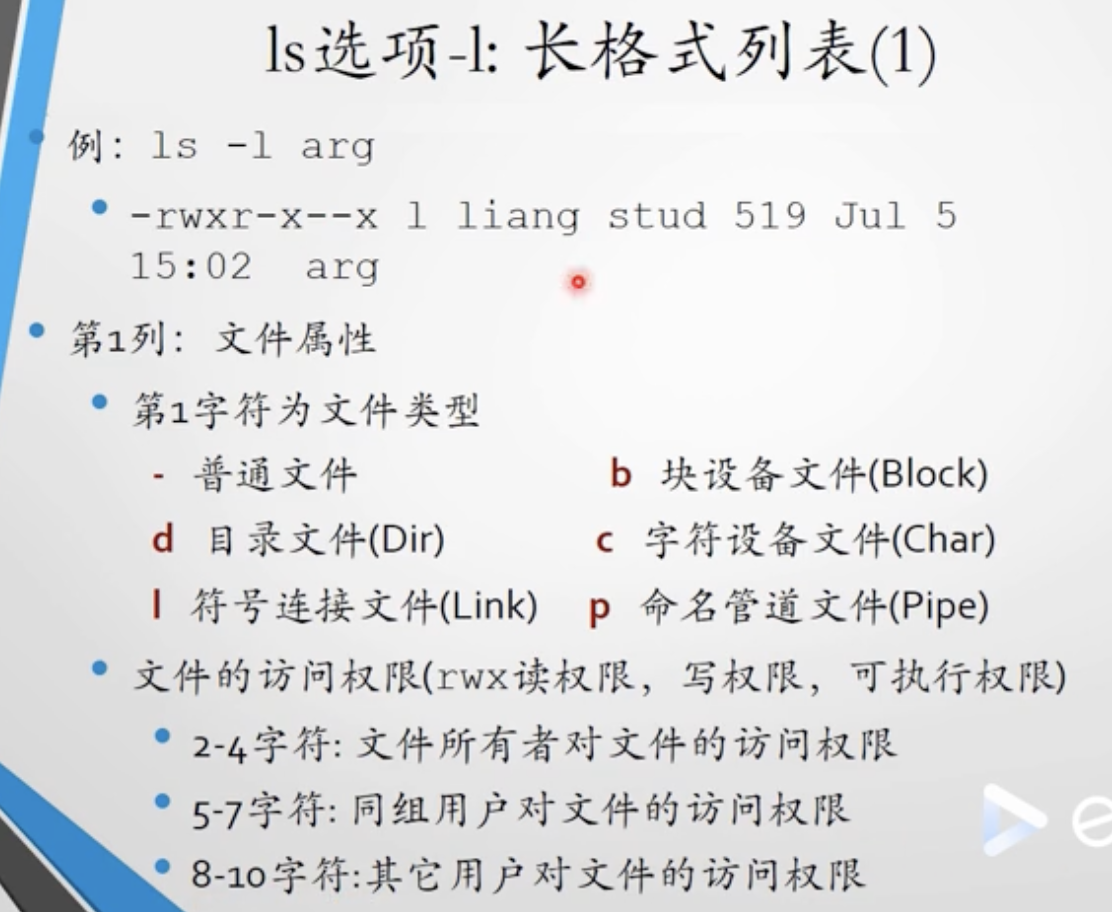 ls选项-l: 长格式列表(1)
例: ls -l arg
-rwxr-x--x 1 liang stud 519 Jul 5
15:02 arg
第1列: 文件属性
第1字符为文件类型
- 普通文件 b 块设备文件(Block)
d 目录文件(Dir) c 字符设备文件(Char)
l 符号连接文件(Link) p 命名管道文件(Pipe)
文件的访问权限(rwx读权限, 写权限, 可执行权限)
2-4字符: 文件所有者对文件的访问权限
5-7字符: 同组用户对文件的访问权限
8-10字符:其它用户对文件的访问权限